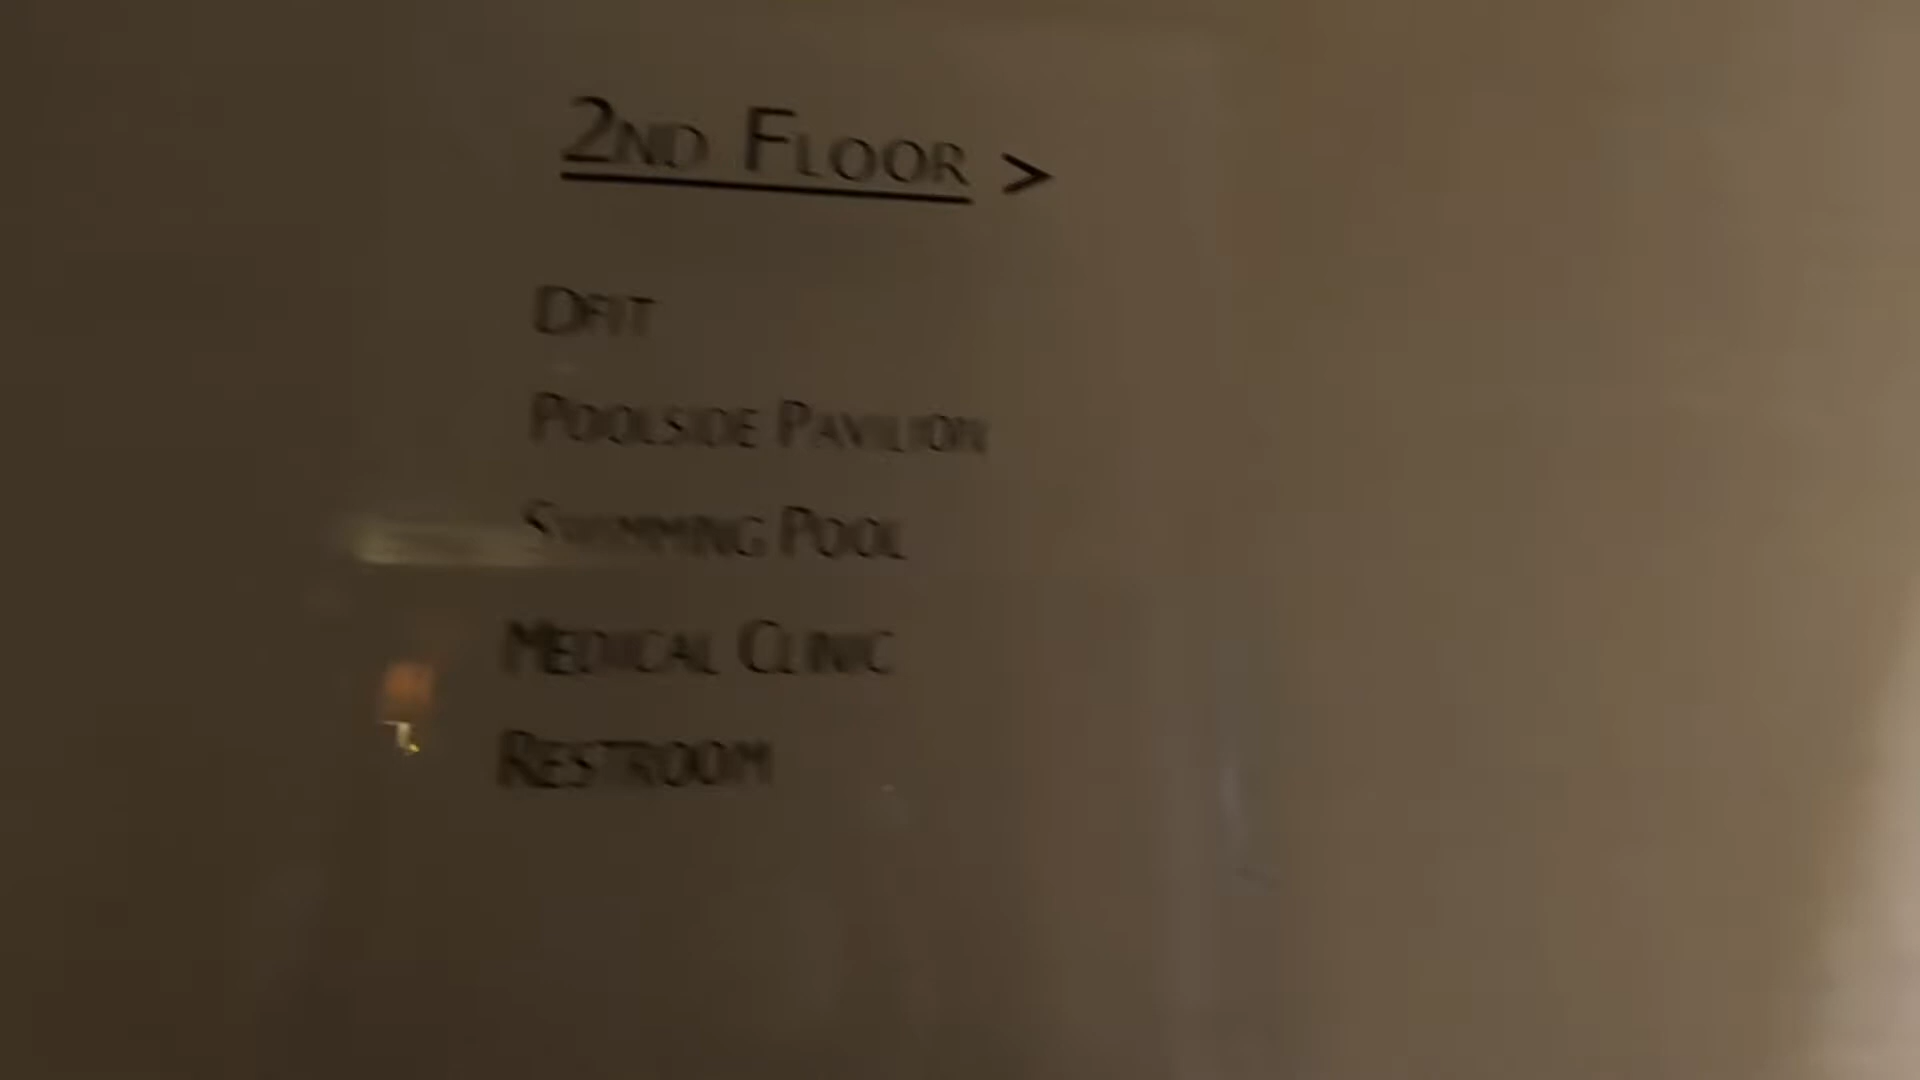 2ND FLOOR >
DFIT
POOLSIDE PAVILION
SWIMMING POOL
MEDICAL CLINIC
RESTROOM